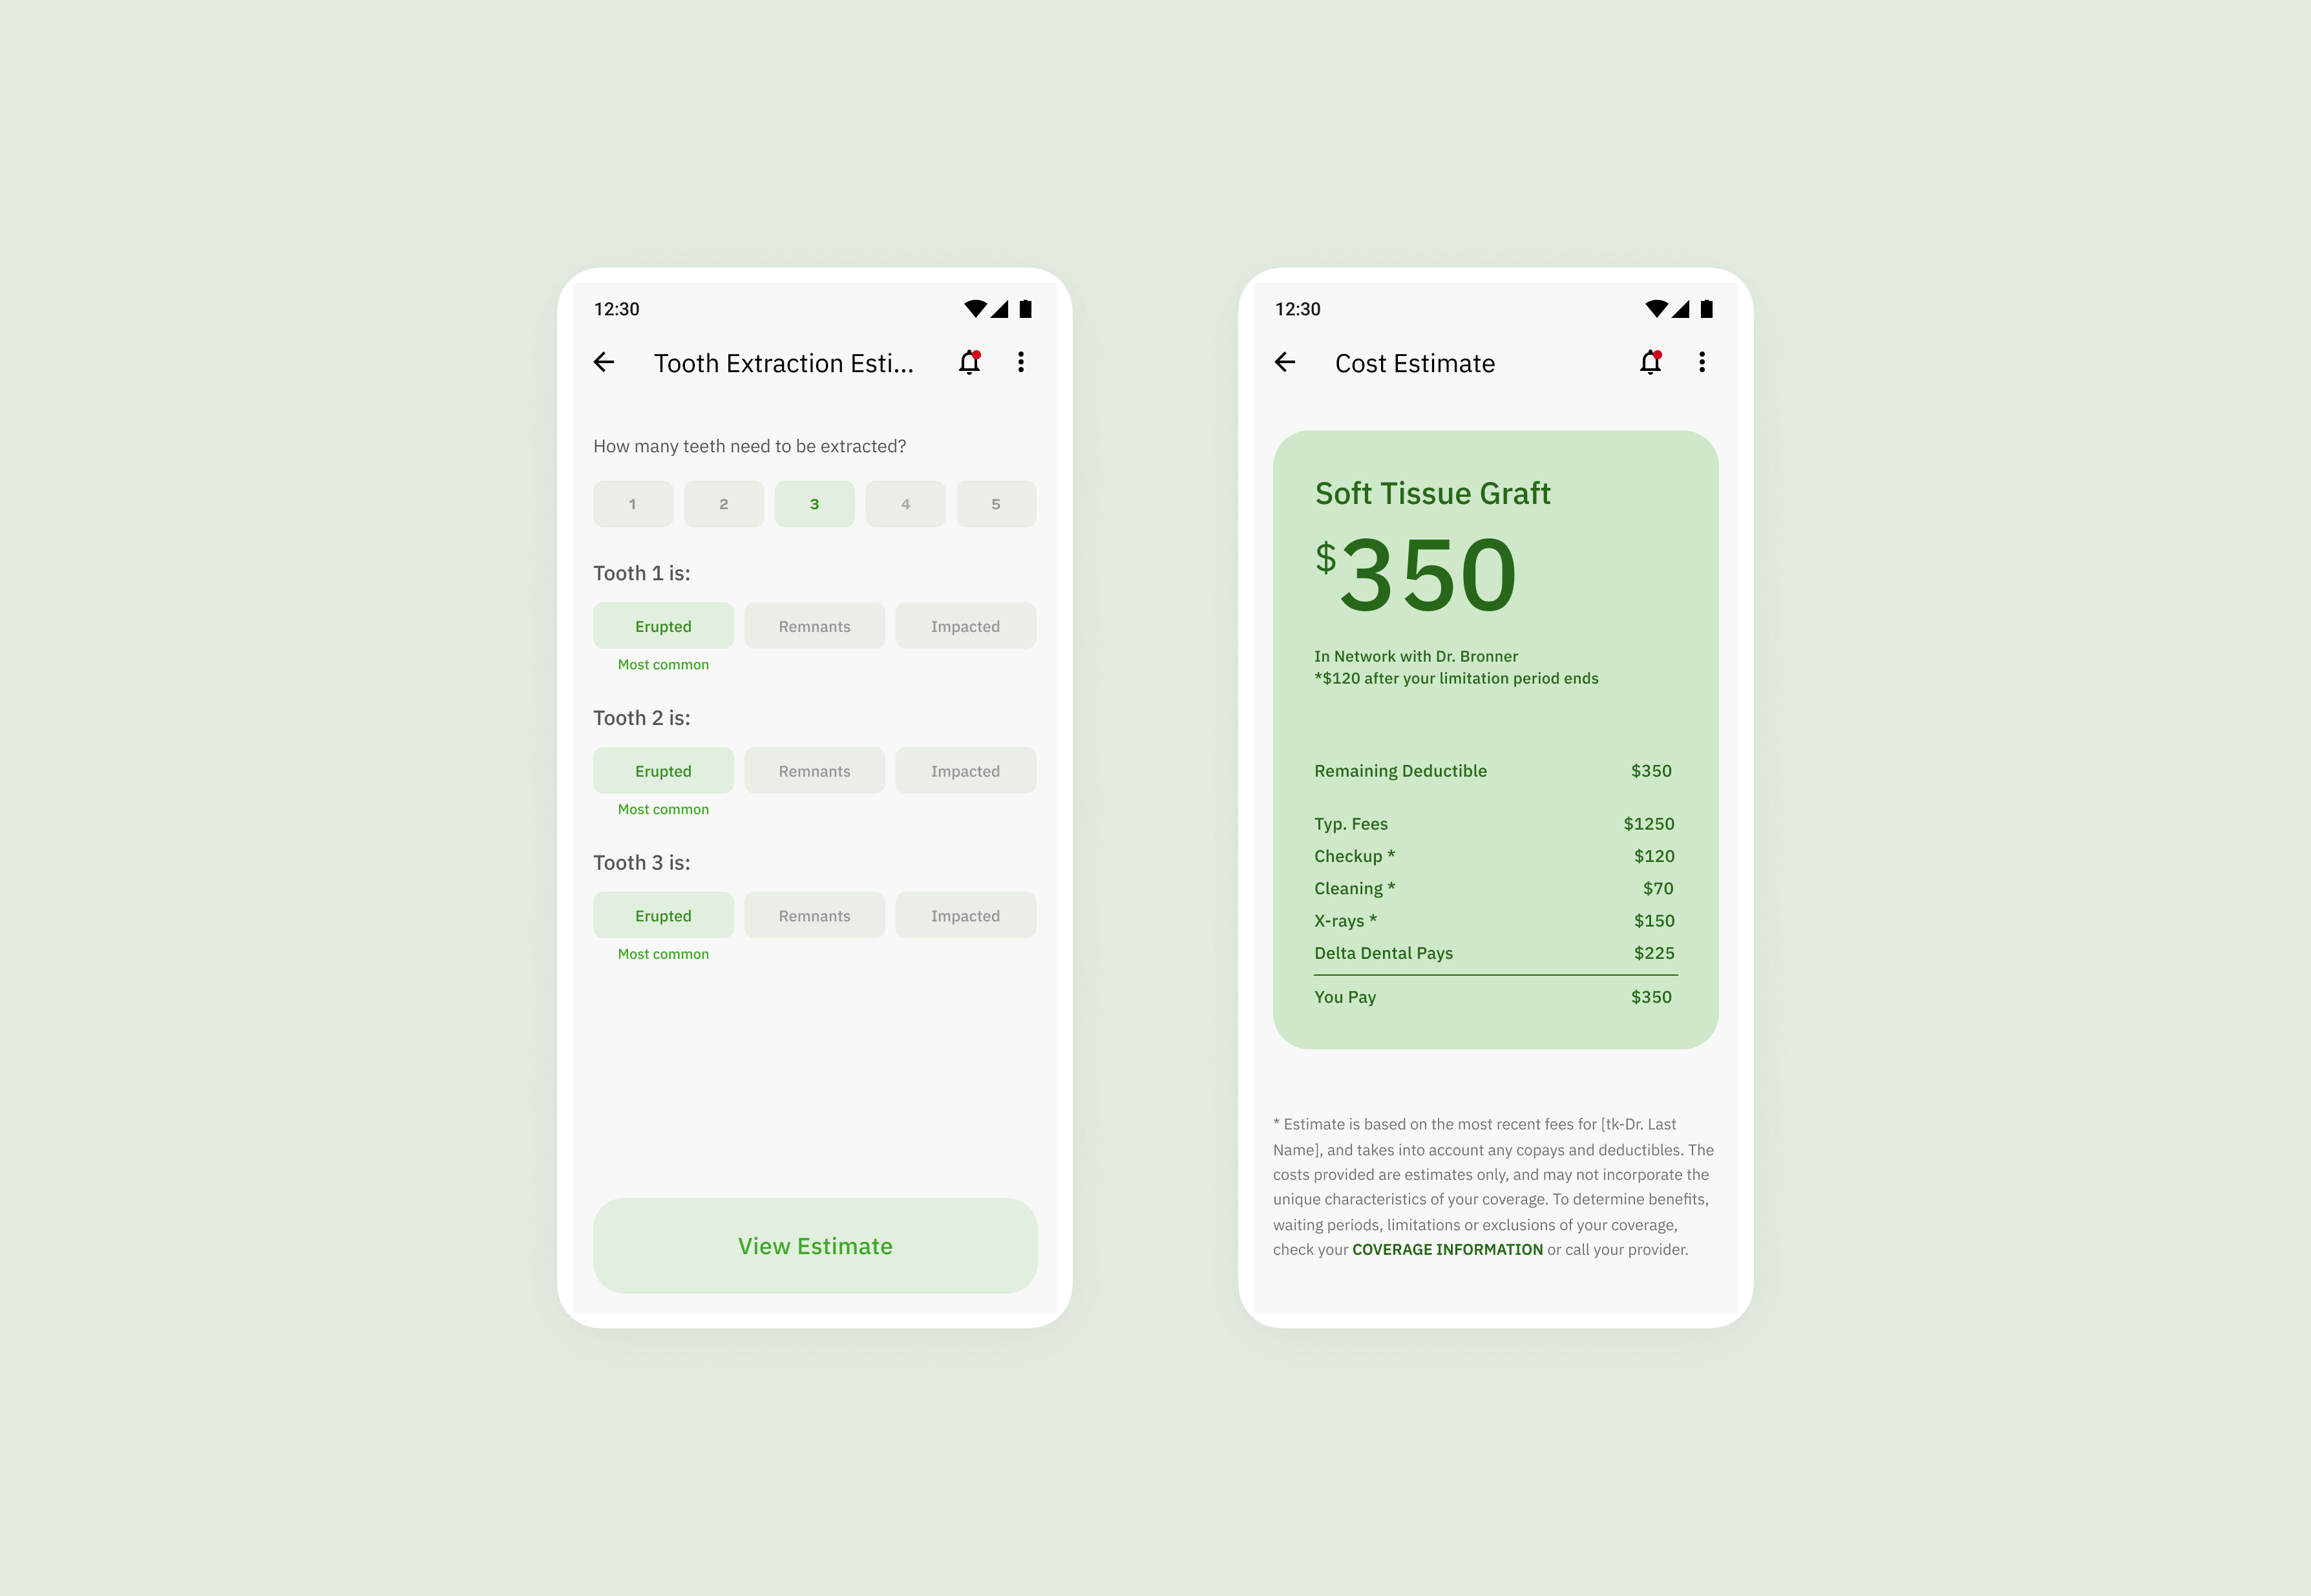 12:30
Tooth Extraction Esti...
How many teeth need to be extracted?
1 2 3 4 5
Tooth 1 is:
Erupted Remnants Impacted
Most common
Tooth 2 is:
Erupted Remnants Impacted
Most common
Tooth 3 is:
Erupted Remnants Impacted
Most common
View Estimate
12:30
Cost Estimate
Soft Tissue Graft
$350
In Network with Dr. Bronner
*$120 after your limitation period ends
Remaining Deductible $350
Typ. Fees $1250
Checkup * $120
Cleaning * $70
X-rays * $150
Delta Dental Pays $225
You Pay $350
* Estimate is based on the most recent fees for [tk-Dr. Last
Name], and takes into account any copays and deductibles. The
costs provided are estimates only, and may not incorporate the
unique characteristics of your coverage. To determine benefits,
waiting periods, limitations or exclusions of your coverage,
check your COVERAGE INFORMATION or call your provider.